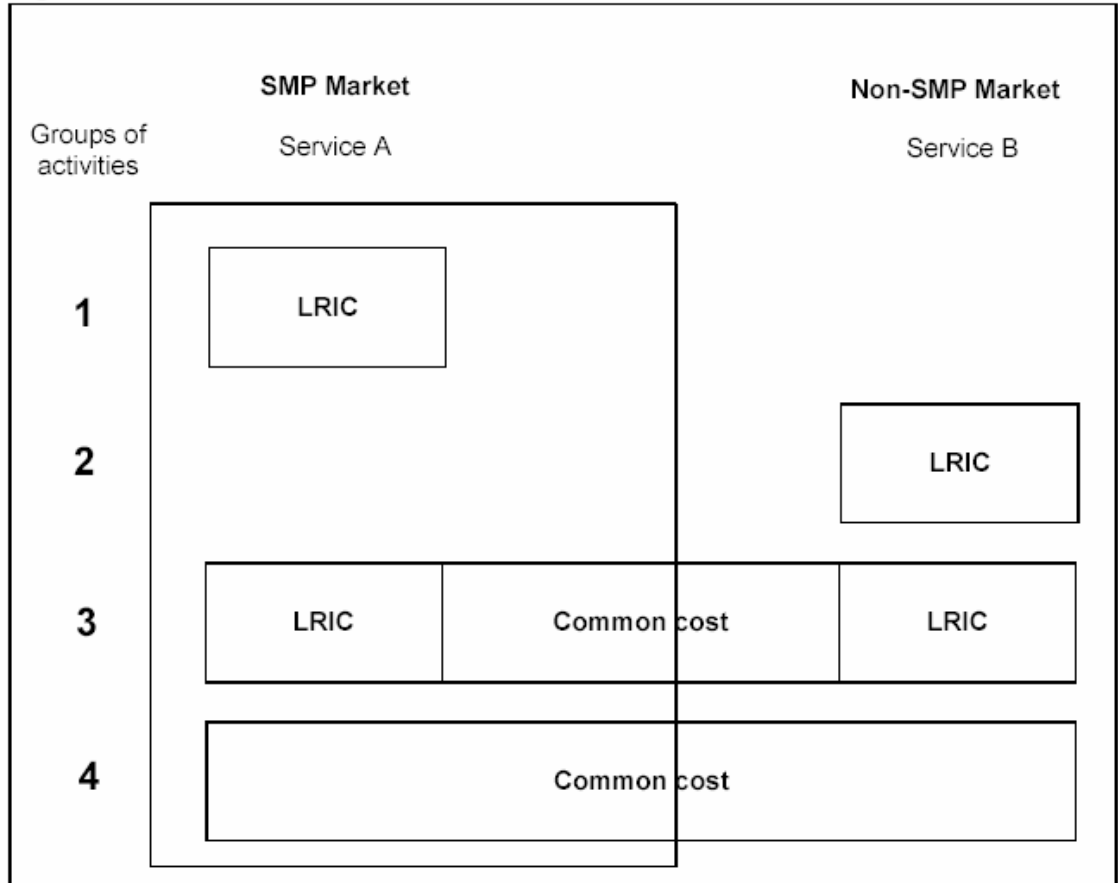 SMP Market
Non-SMP Market
Groups of
activities
Service A
Service B
1
LRIC
2
LRIC
3
LRIC
Common cost
LRIC
4
Common cost